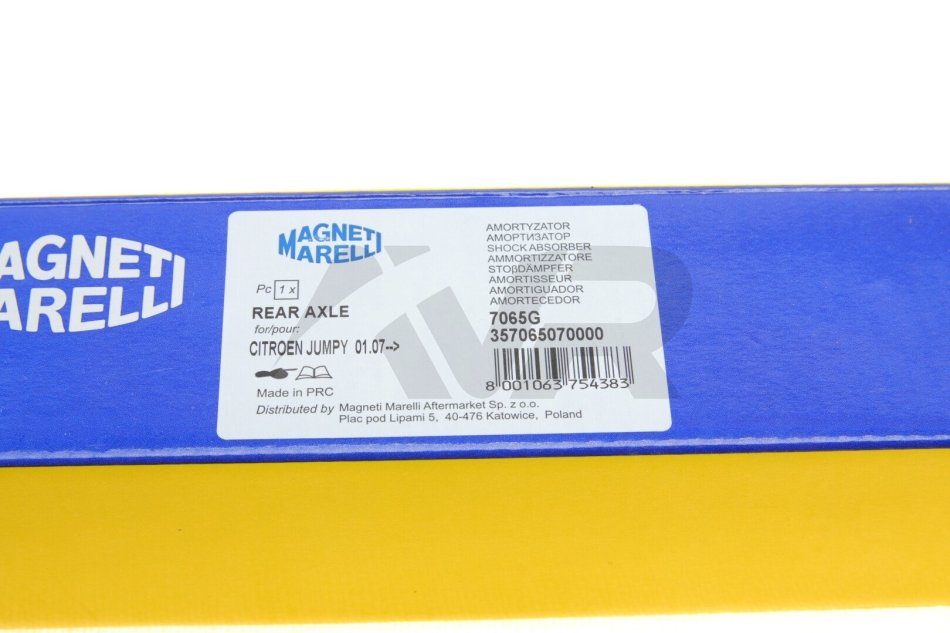 MAGNETI
MARELLI
MAGNETI
MARELLI
Pc 1 x
REAR AXLE
for/pour:
CITROEN JUMPY 01.07-->
Made in PRC
Distributed by Magneti Marelli Aftermarket Sp. z o.o.
Plac pod Lipami 5, 40-476 Katowice, Poland
AMORTYZATOR
АМОРТИЗАТОР
SHOCK ABSORBER
AMMORTIZZATORE
STOßDÄMPFER
AMORTISSEUR
AMORTIGUADOR
AMORTECEDOR
7065G
357065070000
8 001063 754383